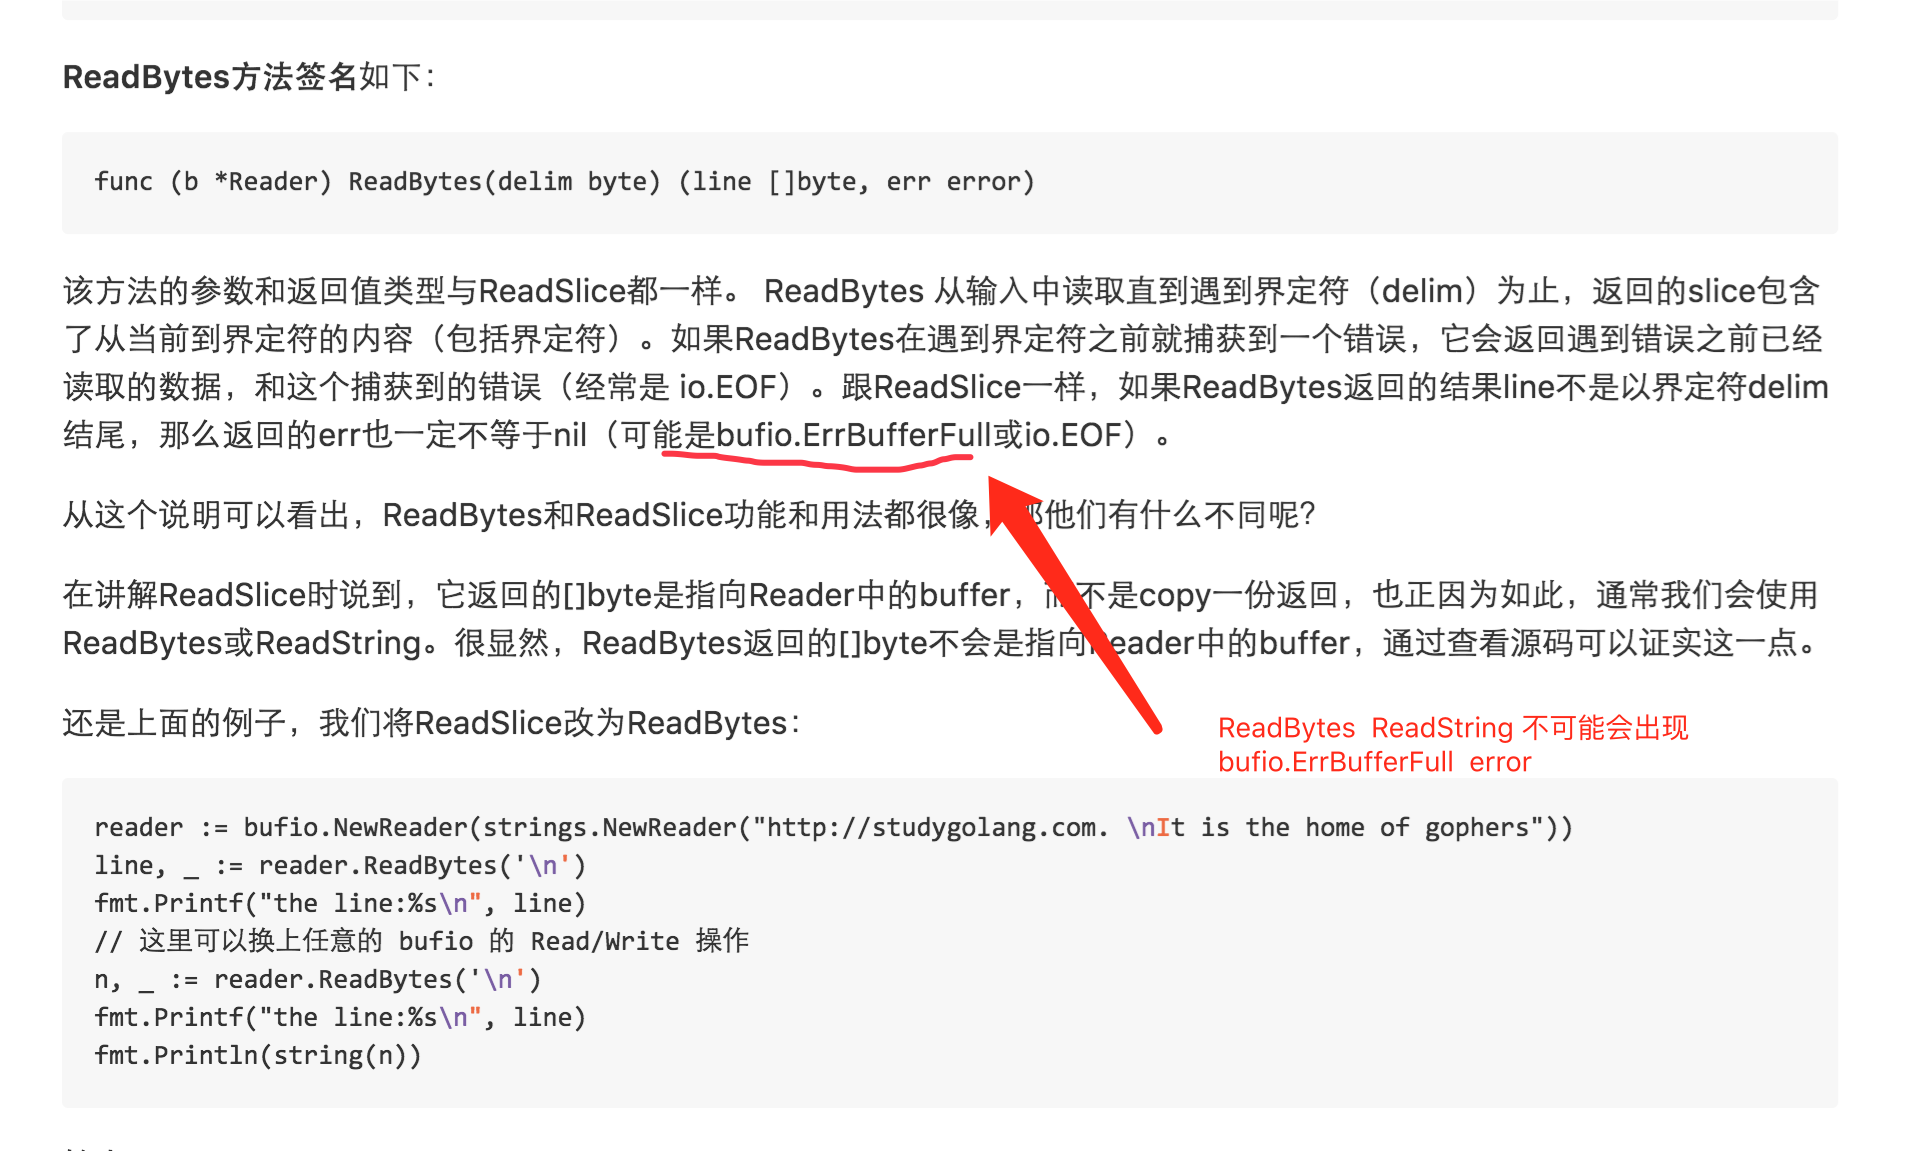 ReadBytes方法签名如下：
func (b *Reader) ReadBytes(delim byte) (line []byte, err error)
该方法的参数和返回值类型与ReadSlice都一样。 ReadBytes 从输入中读取直到遇到界定符（delim）为止，返回的slice包含
了从当前到界定符的内容（包括界定符）。如果ReadBytes在遇到界定符之前就捕获到一个错误，它会返回遇到错误之前已经
读取的数据，和这个捕获到的错误（经常是 io.EOF）。跟ReadSlice一样，如果ReadBytes返回的结果line不是以界定符delim
结尾，那么返回的err也一定不等于nil（可能是bufio.ErrBufferFull或io.EOF）。
从这个说明可以看出，ReadBytes和ReadSlice功能和用法都很像，那他们有什么不同呢？
在讲解ReadSlice时说到，它返回的[]byte是指向Reader中的buffer，而不是copy一份返回，也正因为如此，通常我们会使用
ReadBytes或ReadString。很显然，ReadBytes返回的[]byte不会是指向Reader中的buffer，通过查看源码可以证实这一点。
还是上面的例子，我们将ReadSlice改为ReadBytes：
ReadBytes  ReadString 不可能会出现
bufio.ErrBufferFull  error
reader := bufio.NewReader(strings.NewReader("http://studygolang.com. \nIt is the home of gophers"))
line, _ := reader.ReadBytes('\n')
fmt.Printf("the line:%s\n", line)
// 这里可以换上任意的 bufio 的 Read/Write 操作
n, _ := reader.ReadBytes('\n')
fmt.Printf("the line:%s\n", line)
fmt.Println(string(n))